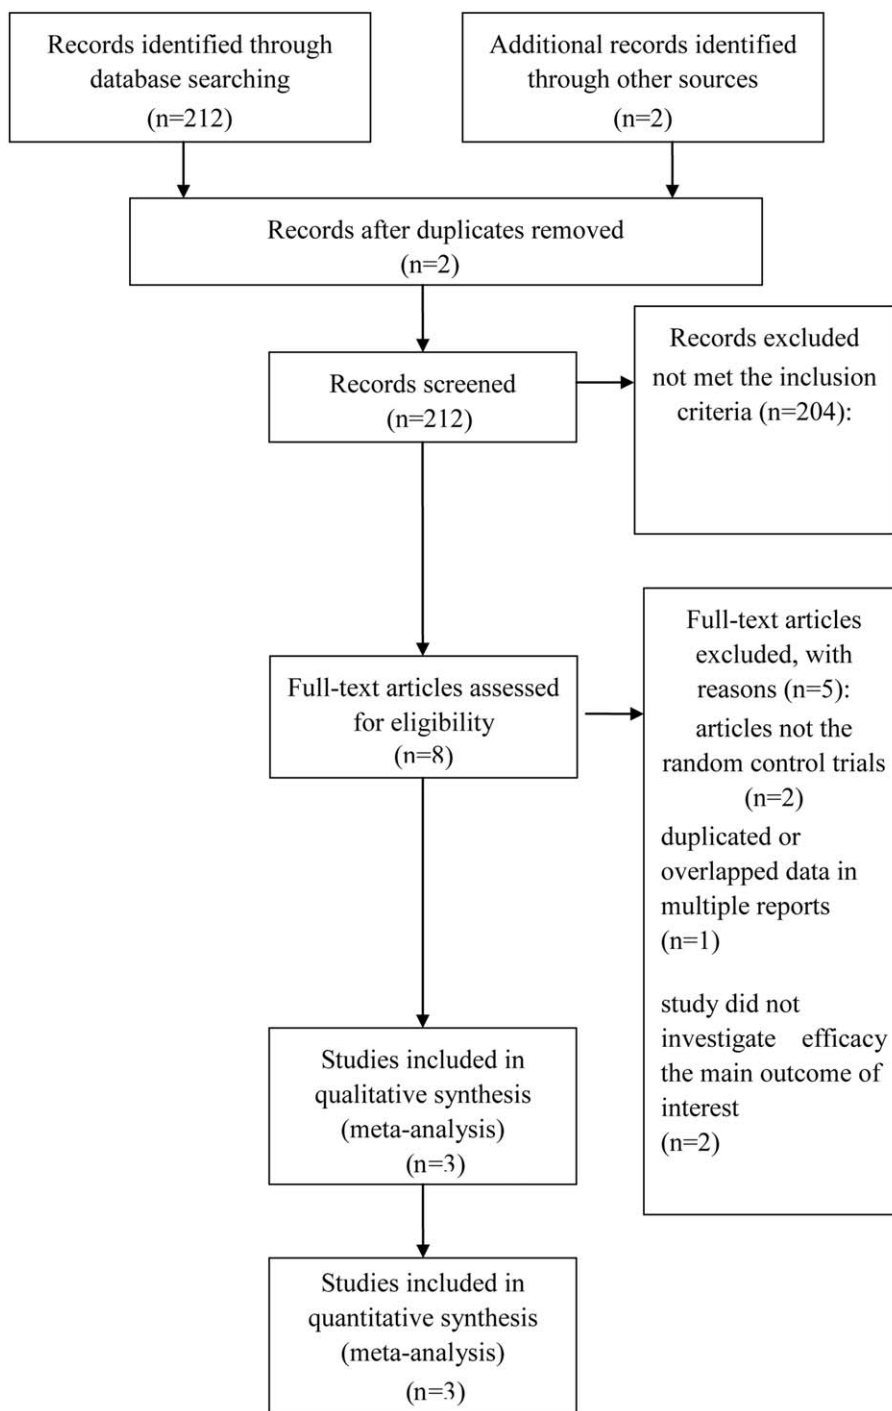 Records identified through
database searching
(n=212)
Additional records identified
through other sources
(n=2)
Records after duplicates removed
(n=2)
Records screened
(n=212)
Records excluded
not met the inclusion
criteria (n=204):
Full-text articles assessed
for eligibility
(n=8)
Full-text articles
excluded, with
reasons (n=5):
articles not the
random control trials
(n=2)
duplicated or
overlapped data in
multiple reports
(n=1)
study did not
investigate efficacy
the main outcome of
interest
(n=2)
Studies included in
qualitative synthesis
(meta-analysis)
(n=3)
Studies included in
quantitative synthesis
(meta-analysis)
(n=3)